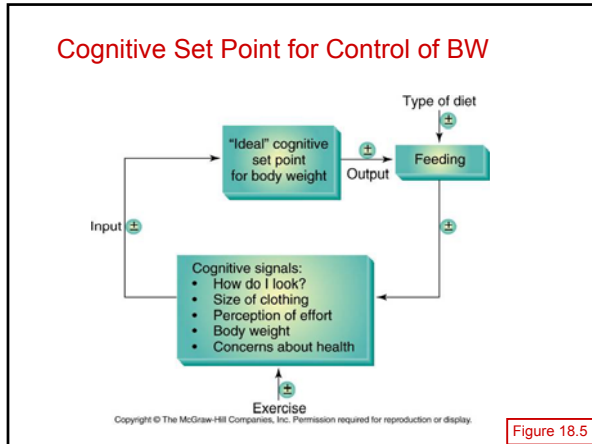 Cognitive Set Point for Control of BW
Type of diet
±
"Ideal" cognitive
set point
for body weight
±
Output
Feeding
Input ±
±
Cognitive signals:
• How do I look?
• Size of clothing
• Perception of effort
• Body weight
• Concerns about health
±
Exercise
Copyright © The McGraw-Hill Companies, Inc. Permission required for reproduction or display.
Figure 18.5